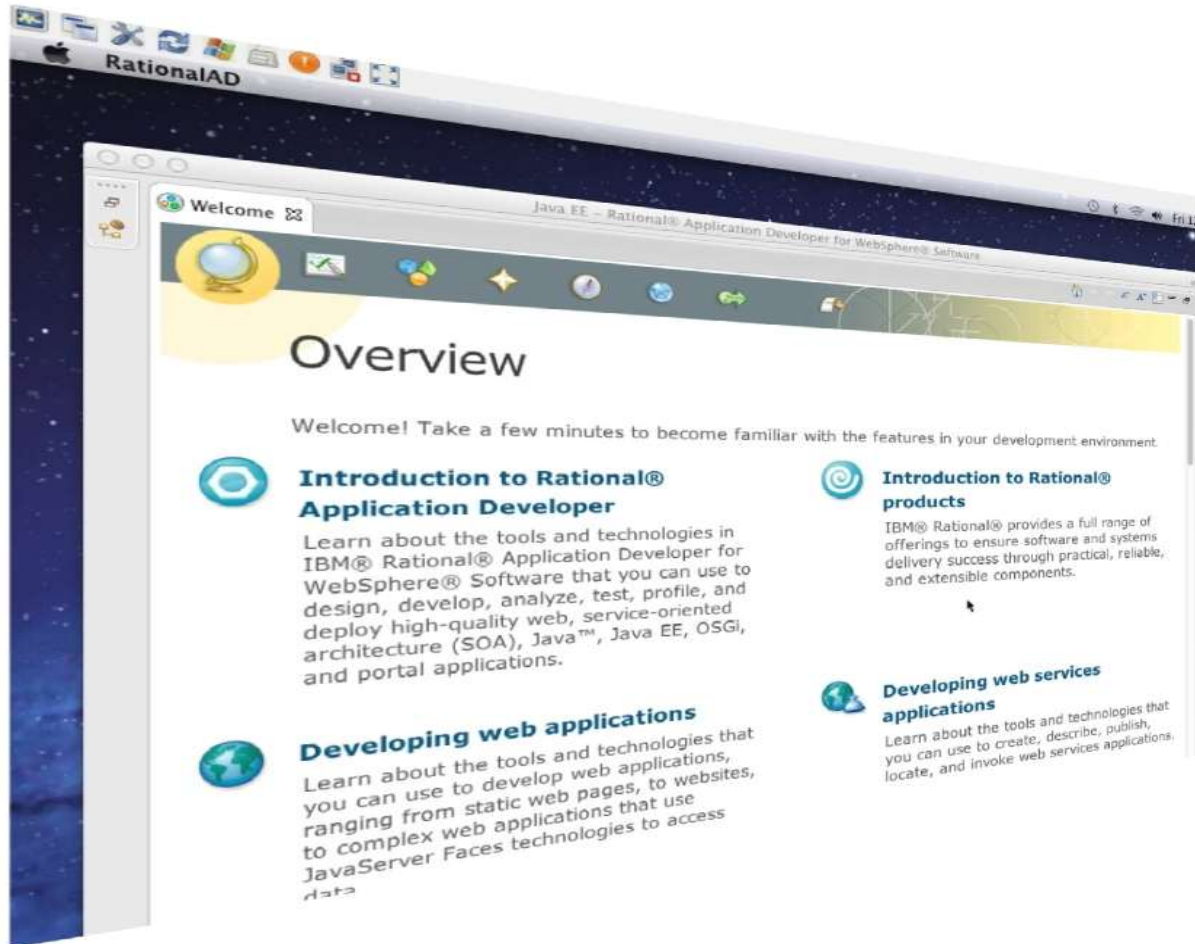 RationalAD
Fri 12
Welcome
Java EE – Rational® Application Developer for WebSphere® Software
Overview
Welcome! Take a few minutes to become familiar with the features in your development environment.
Introduction to Rational®
Application Developer
Learn about the tools and technologies in
IBM® Rational® Application Developer for
WebSphere® Software that you can use to
design, develop, analyze, test, profile, and
deploy high-quality web, service-oriented
architecture (SOA), Java™, Java EE, OSGi,
and portal applications.
Introduction to Rational®
products
IBM® Rational® provides a full range of
offerings to ensure software and systems
delivery success through practical, reliable,
and extensible components.
Developing web applications
Learn about the tools and technologies that
you can use to develop web applications,
ranging from static web pages, to websites,
to complex web applications that use
JavaServer Faces technologies to access
data
Developing web services
applications
Learn about the tools and technologies that
you can use to create, describe, publish,
locate, and invoke web services applications.